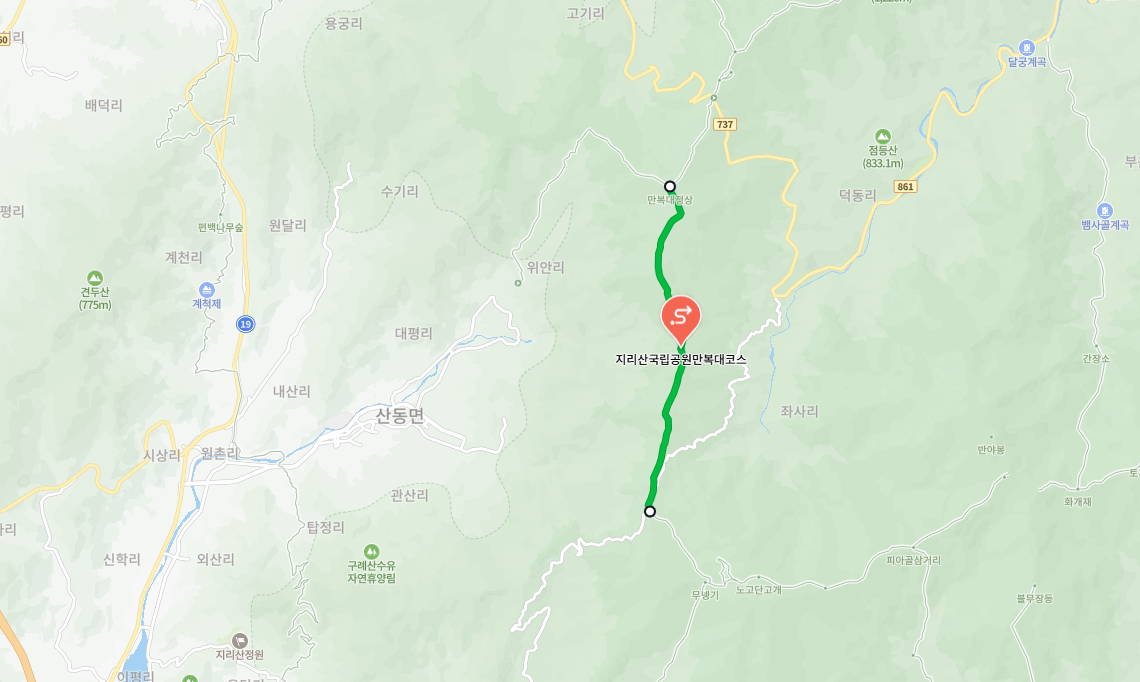 (1,220m)
고기리
용궁리
60
리
달궁계곡
배덕리
737
점등산
(833.1m)
부운
861
수기리
덕동리
만복대정상
평리
뱀사골계곡
편백나무숲
원달리
계천리
위안리
견두산
(775m)
계척제
19
대평리
지리산국립공원만복대코스
간장소
내산리
산동면
좌사리
시상리
원촌리
반야봉
토끼
관산리
화개재
탑정리
리
신학리
외산리
구례산수유
자연휴양림
피아골삼거리
무넹기
노고단고개
불무장등
지리산정원
이평리